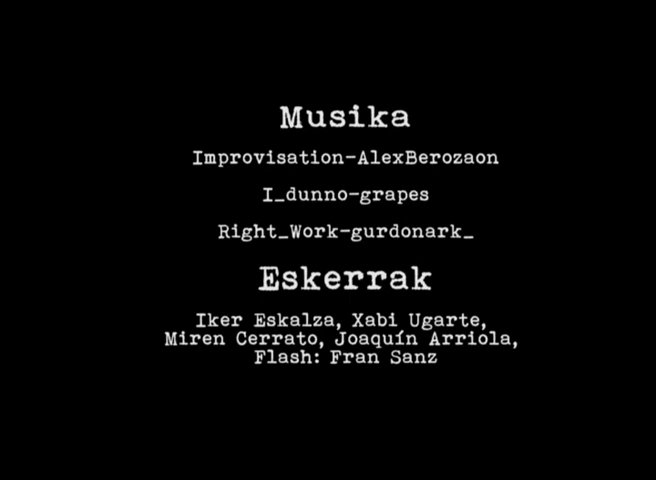 Musika
Improvisation-AlexBerozaon
I_dunno-grapes
Right_Work-gurdonark_
Eskerrak
Iker Eskalza, Xabi Ugarte,
Miren Cerrato, Joaquín Arriola,
Flash: Fran Sanz